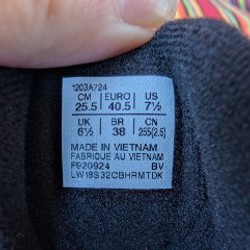 1203A724
CM EURO US
25.5 40.5 7½
UK BR CN
6½ 38 255(2.5)
MADE IN VIETNAM
FABRIQUE AU VIETNAM
F920924 BV
LW18S32CBHRMTDK